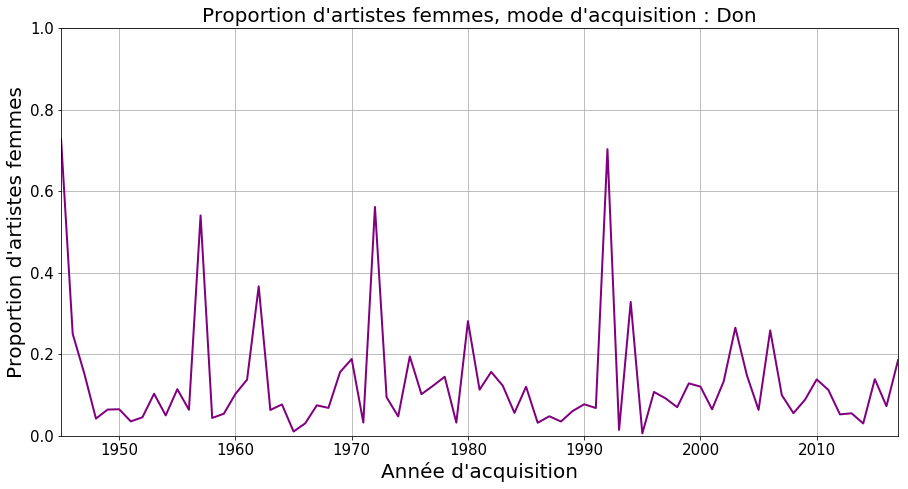 Proportion d'artistes femmes, mode d'acquisition : Don
1.0
0.8
0.6
0.4
0.2
0.0
Proportion d'artistes femmes
1950 1960 1970 1980 1990 2000 2010
Année d'acquisition